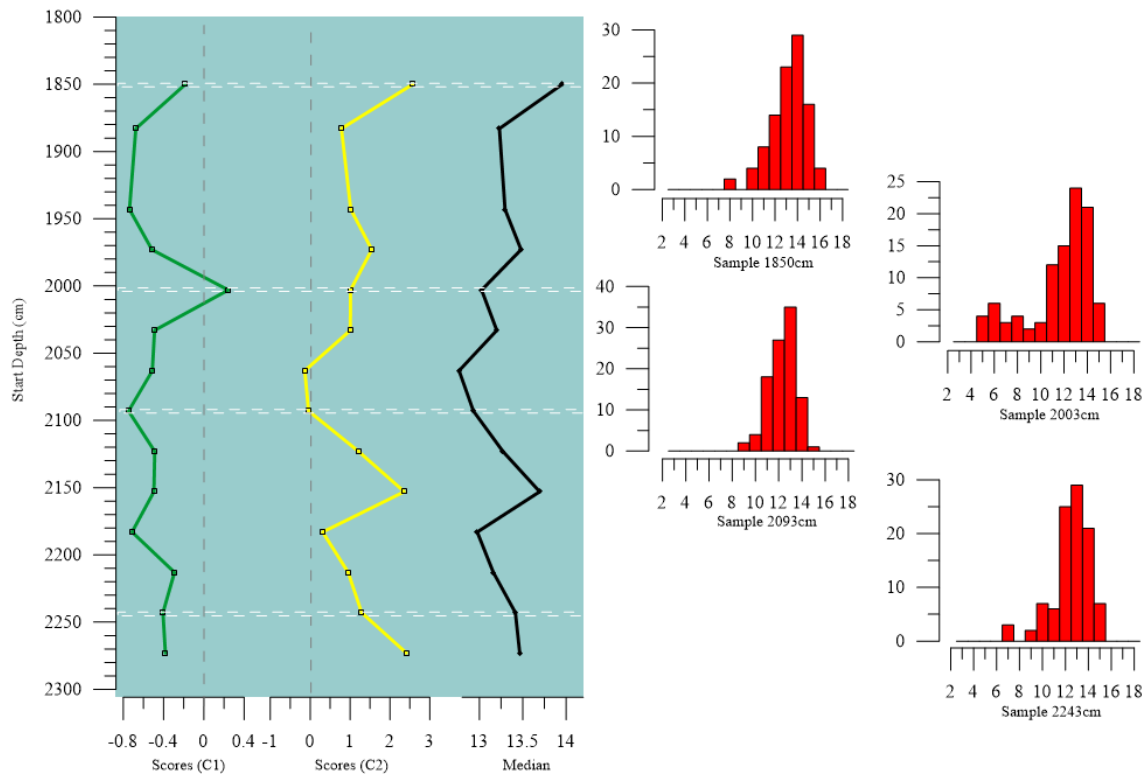 1800
1850
1900
1950
2000
2050
2100
2150
2200
2250
2300
Start Depth (cm)
-0.8 -0.4 0 0.4
Scores (C1)
-1 0 1 2 3
Scores (C2)
13 13.5 14
Median
30
20
10
0
2 4 6 8 10 12 14 16 18
Sample 1850cm
25
20
15
10
5
0
2 4 6 8 10 12 14 16 18
Sample 2003cm
40
30
20
10
0
2 4 6 8 10 12 14 16 18
Sample 2093cm
30
20
10
0
2 4 6 8 10 12 14 16 18
Sample 2243cm